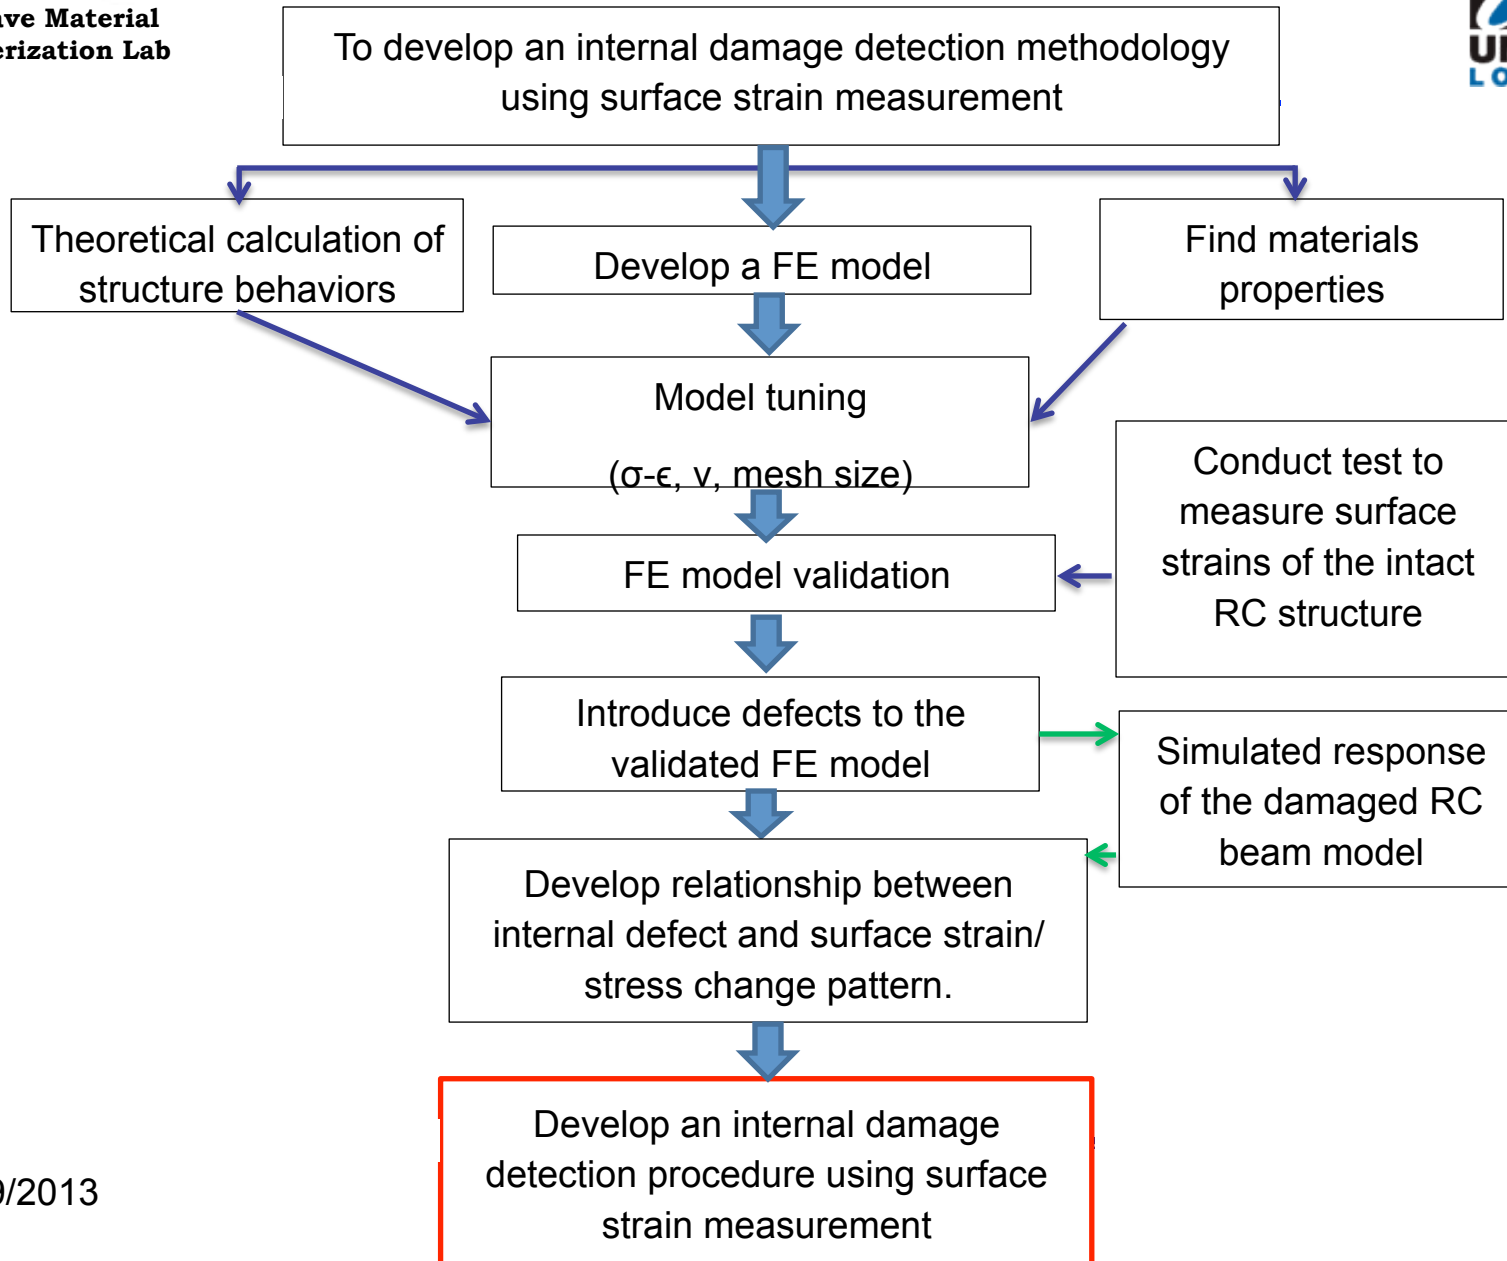 Material
Lab
To develop an internal damage detection methodology
using surface strain measurement
Theoretical calculation of
structure behaviors
Develop a FE model
Find materials
properties
Model tuning
(σ-ϵ, ν, mesh size)
Conduct test to
measure surface
strains of the intact
RC structure
FE model validation
Introduce defects to the
validated FE model
Simulated response
of the damaged RC
beam model
Develop relationship between
internal defect and surface strain/
stress change pattern.
Develop an internal damage
detection procedure using surface
strain measurement
9/2013